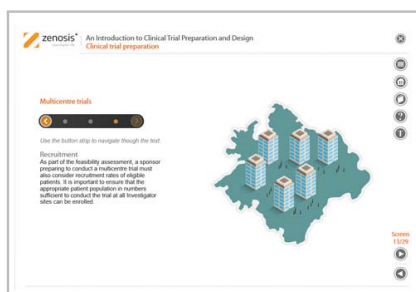 zenosis®
An Introduction to Clinical Trial Preparation and Design
Clinical trial preparation
Multicentre trials
Use the button strip to navigate though the text.
Recruitment
As part of the feasibility assessment, a sponsor
preparing to conduct a multicentre trial must
also consider recruitment rates of eligible
patients. It is important to ensure that the
appropriate patient population in numbers
sufficient to conduct the trial at all Investigator
sites can be enrolled.
Screen
13/29